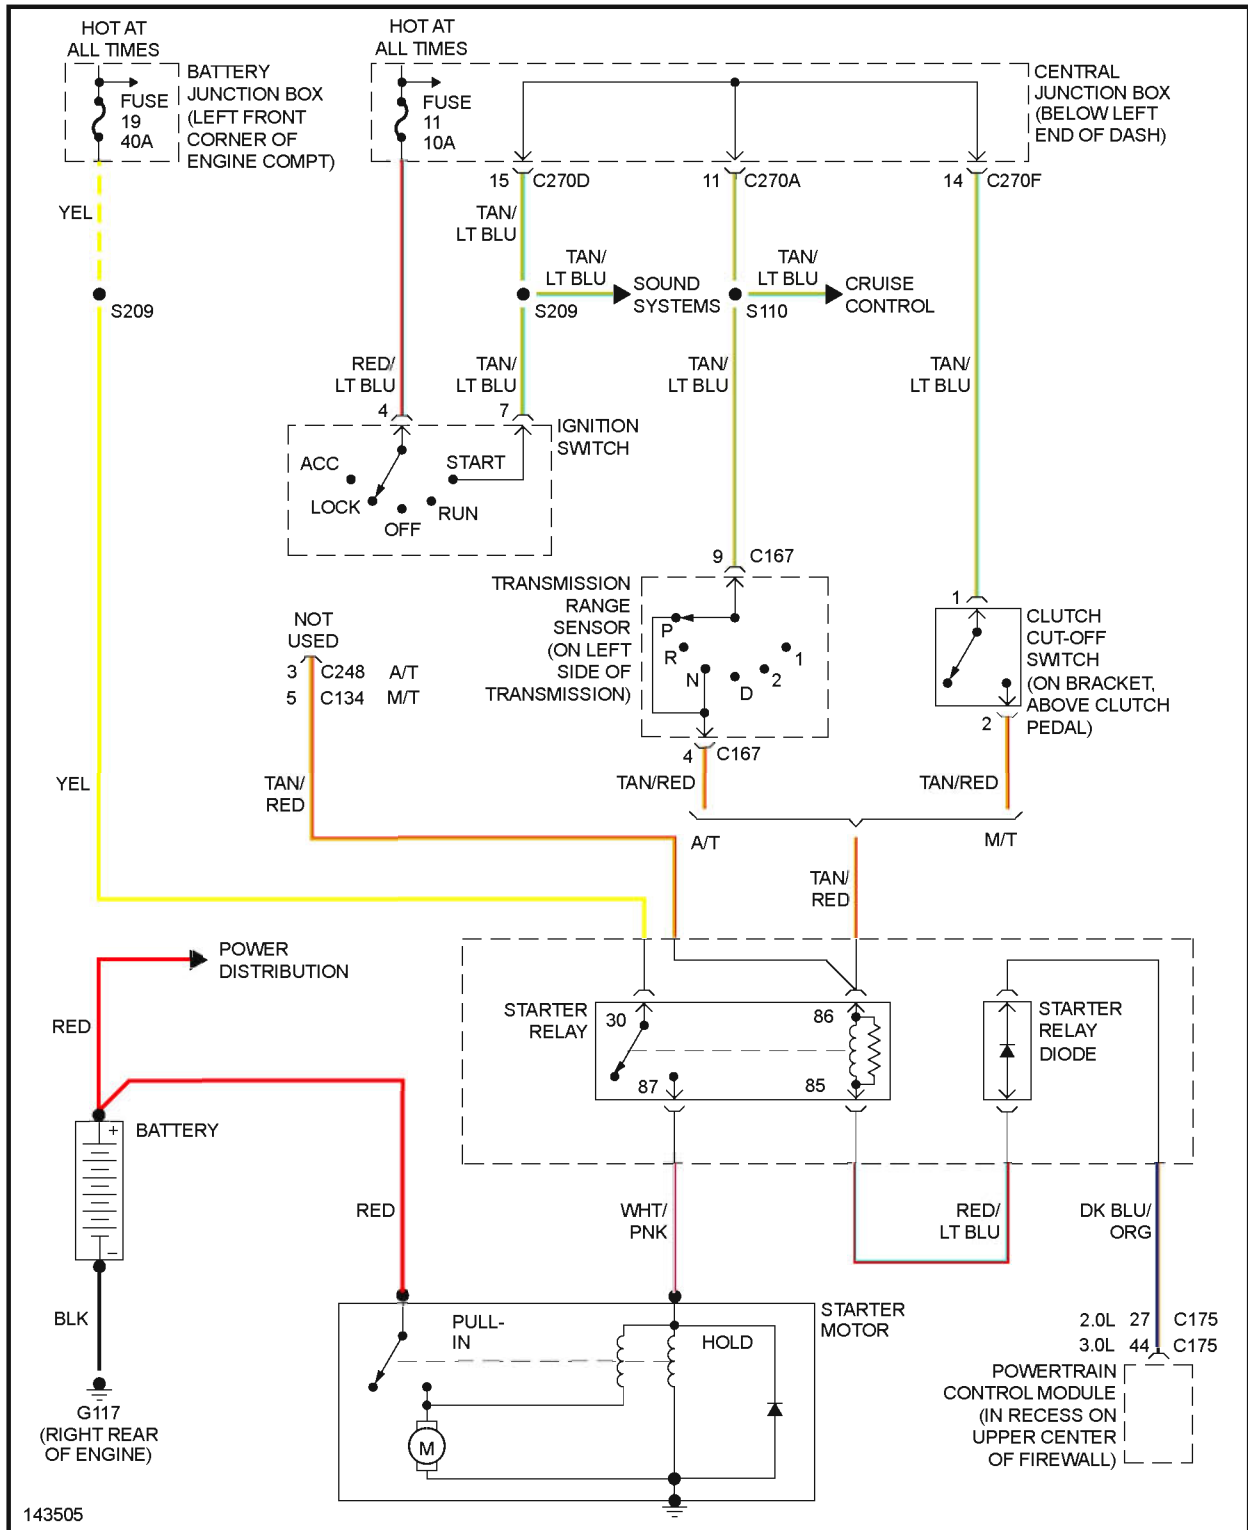 HOT AT
ALL TIMES
FUSE
19
40A
BATTERY
JUNCTION BOX
(LEFT FRONT
CORNER OF
ENGINE COMPT)
HOT AT
ALL TIMES
FUSE
11
10A
CENTRAL
JUNCTION BOX
(BELOW LEFT
END OF DASH)
15 C270D
11 C270A
14 C270F
YEL
TAN/
LT BLU
S209
TAN/
LT BLU
SOUND
SYSTEMS
S209
TAN/
LT BLU
CRUISE
CONTROL
S110
RED/
LT BLU
TAN/
LT BLU
TAN/
LT BLU
TAN/
LT BLU
4
7
IGNITION
SWITCH
ACC
LOCK
OFF
RUN
START
9 C167
TRANSMISSION
RANGE
SENSOR
(ON LEFT
SIDE OF
TRANSMISSION)
P
R
N
D
2
1
4 C167
1
CLUTCH
CUT-OFF
SWITCH
(ON BRACKET,
ABOVE CLUTCH
PEDAL)
2
NOT
USED
3 C248 A/T
5 C134 M/T
YEL
TAN/
RED
TAN/RED
TAN/RED
A/T
M/T
TAN/
RED
POWER
DISTRIBUTION
RED
STARTER
RELAY
30
86
87
85
STARTER
RELAY
DIODE
+
BATTERY
–
RED
WHT/
PNK
RED/
LT BLU
DK BLU/
ORG
BLK
G117
(RIGHT REAR
OF ENGINE)
PULL-
IN
HOLD
M
STARTER
MOTOR
2.0L 27 C175
3.0L 44 C175
POWERTRAIN
CONTROL MODULE
(IN RECESS ON
UPPER CENTER
OF FIREWALL)
143505